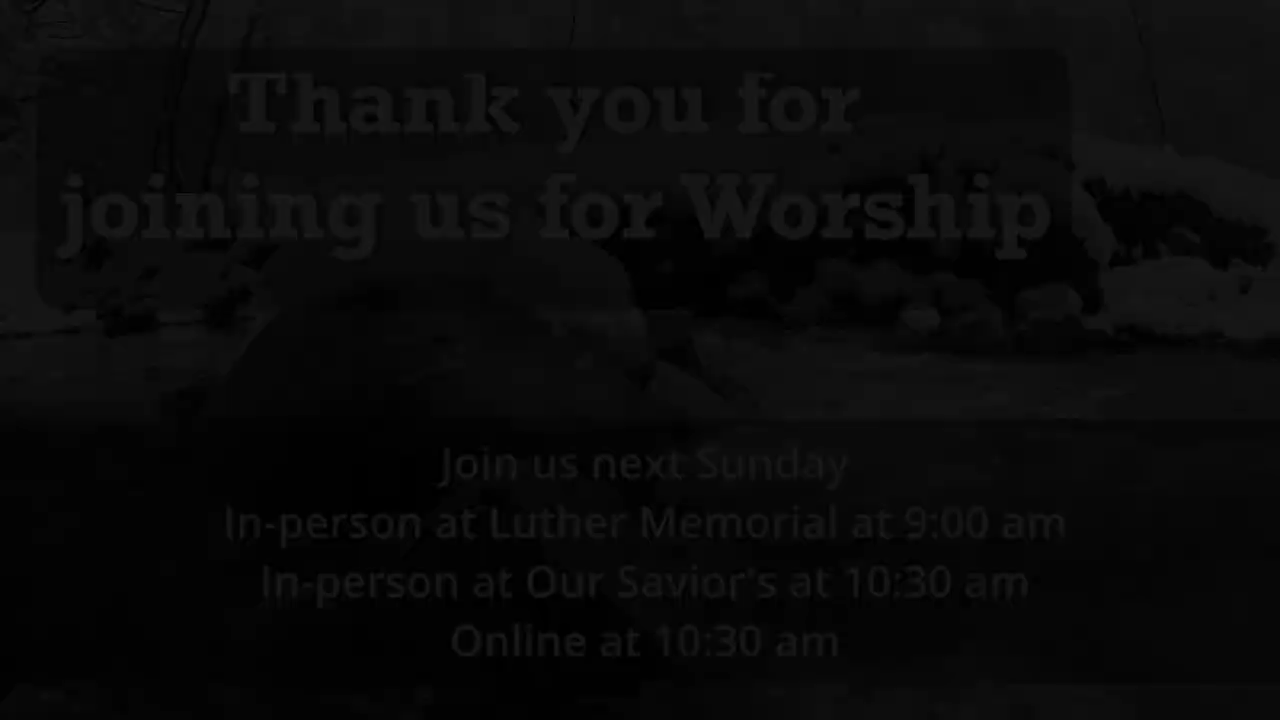 Thank you for
joining us for Worship
Join us next Sunday
In-person at Luther Memorial at 9:00 am
In-person at Our Savior's at 10:30 am
Online at 10:30 am